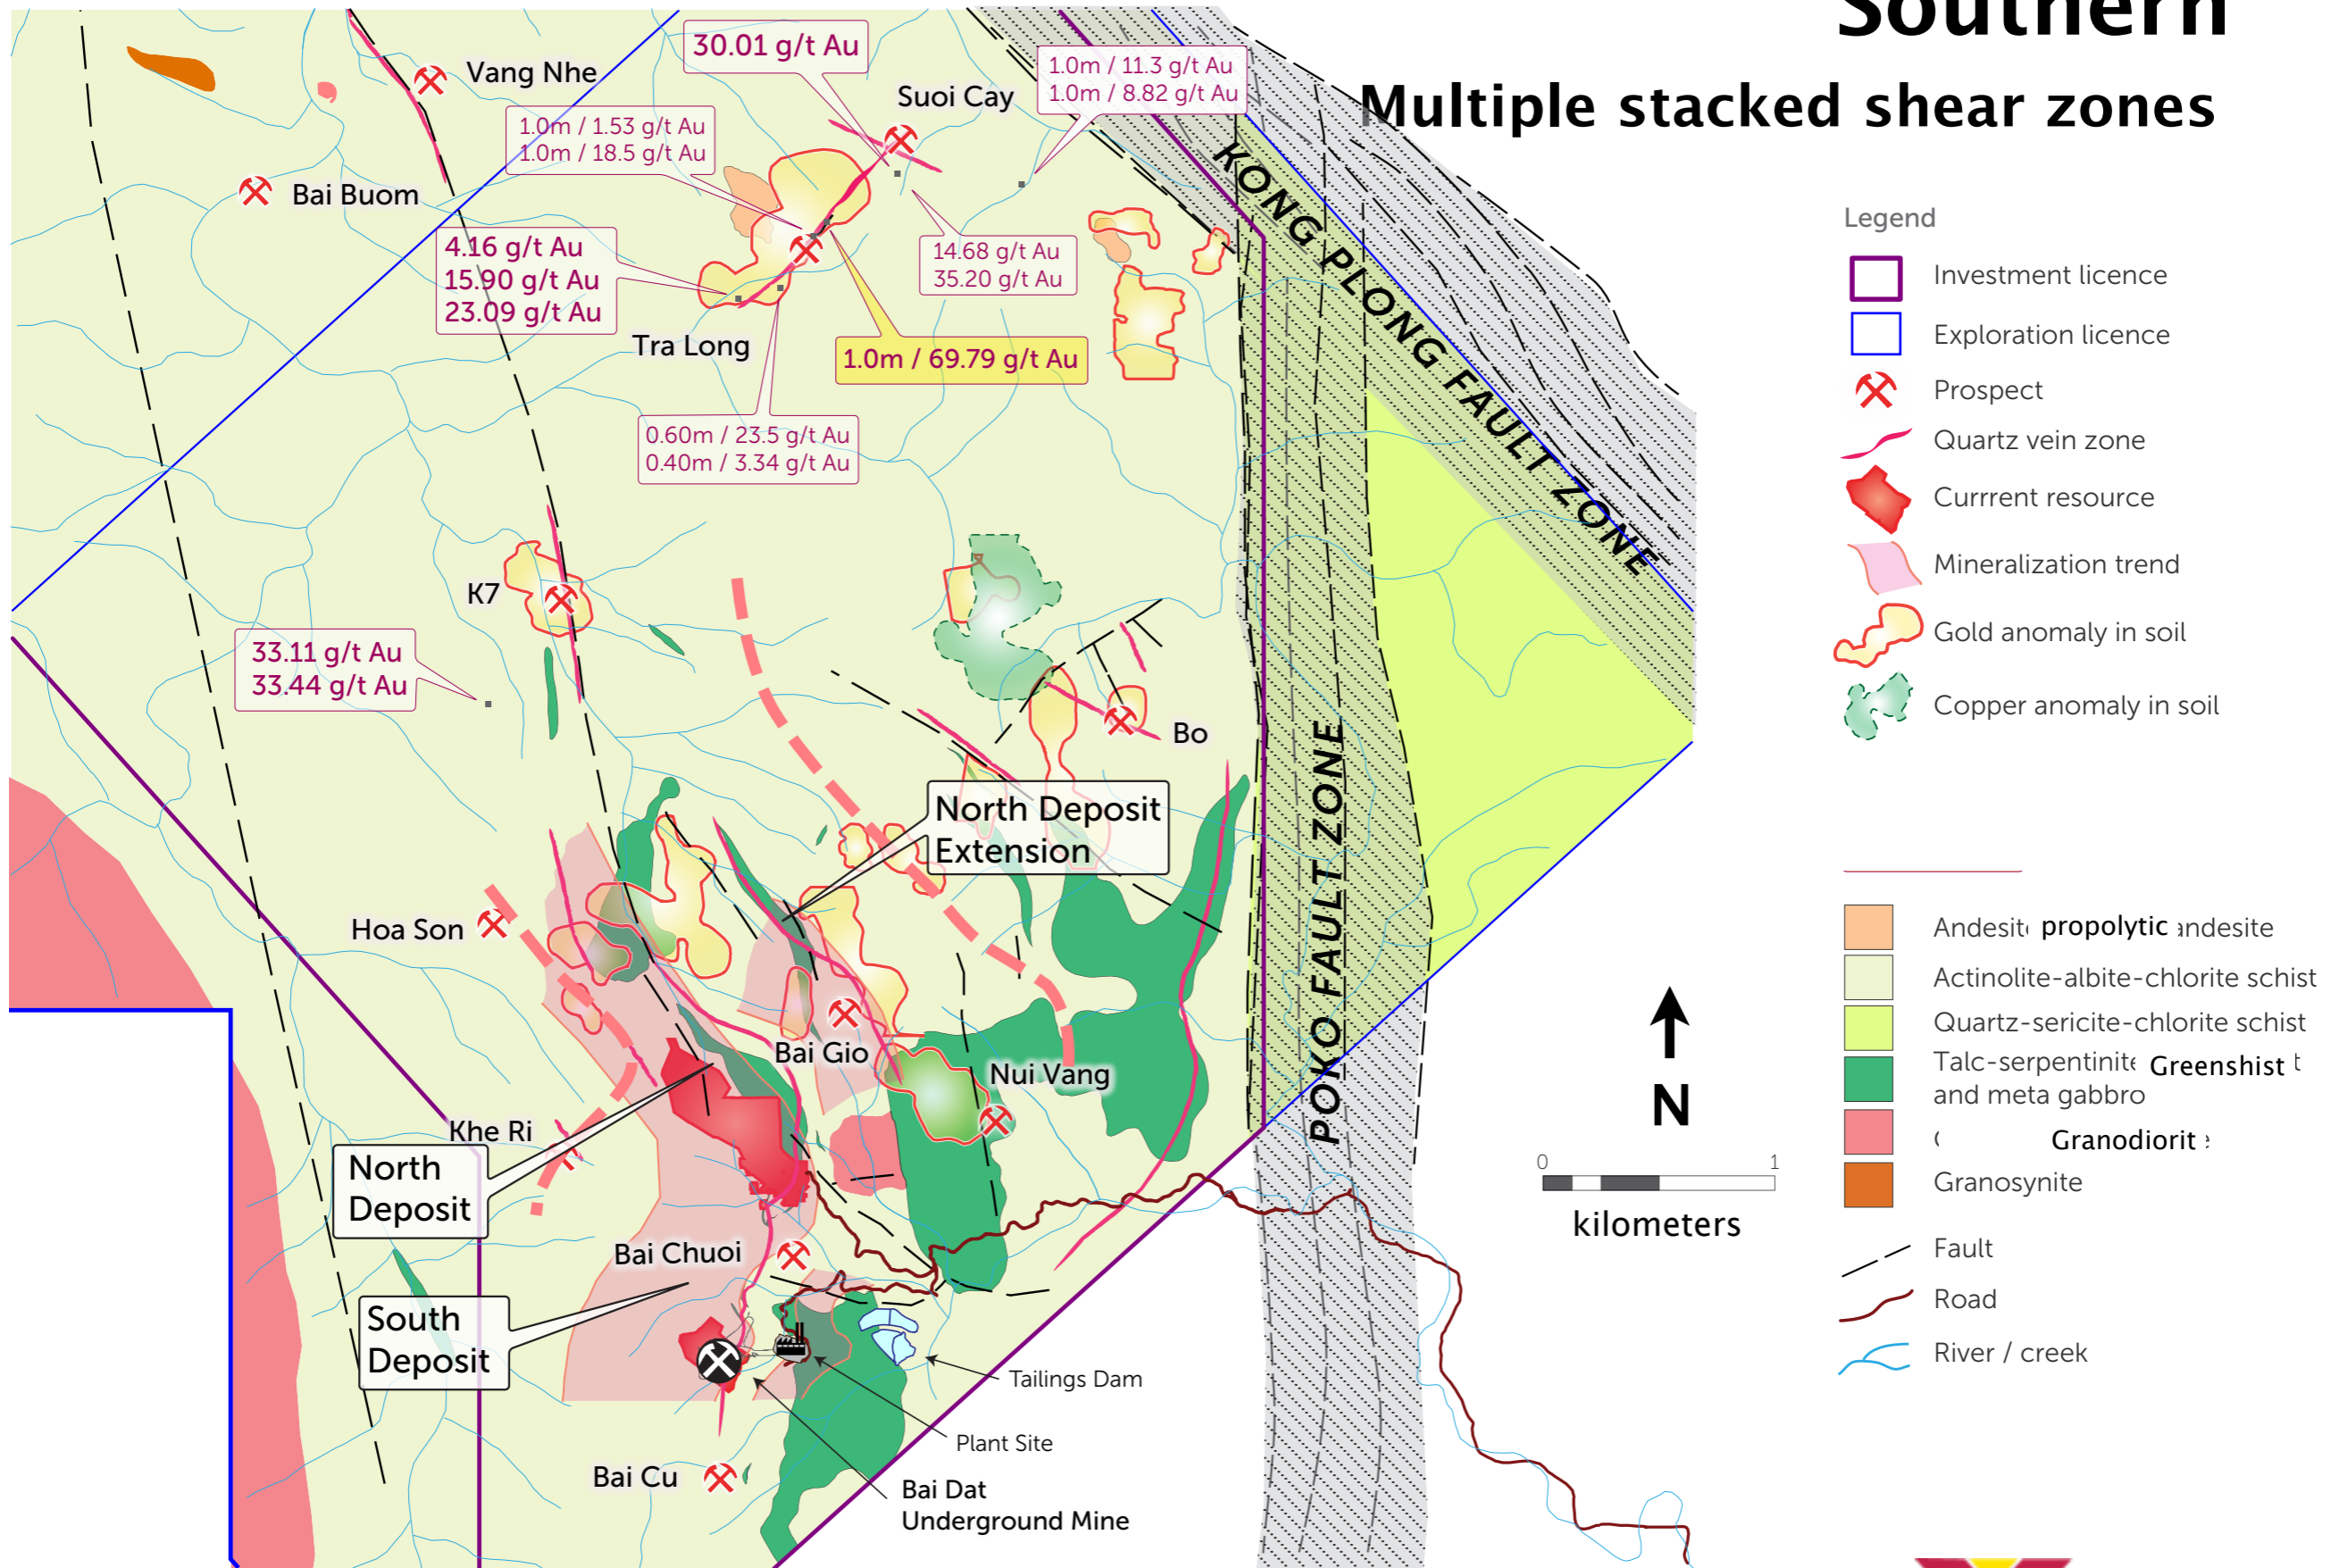 Southern
Multiple stacked shear zones
Vang Nhe
30.01 g/t Au
Suoi Cay
1.0m / 11.3 g/t Au
1.0m / 8.82 g/t Au
1.0m / 1.53 g/t Au
1.0m / 18.5 g/t Au
Bai Buom
4.16 g/t Au
15.90 g/t Au
23.09 g/t Au
14.68 g/t Au
35.20 g/t Au
Tra Long
1.0m / 69.79 g/t Au
0.60m / 23.5 g/t Au
0.40m / 3.34 g/t Au
KONG PLONG FAULT ZONE
K7
33.11 g/t Au
33.44 g/t Au
Bo
POKO FAULT ZONE
North Deposit
Extension
Hoa Son
Bai Gio
Nui Vang
Khe Ri
North
Deposit
Bai Chuoi
South
Deposit
Tailings Dam
Plant Site
Bai Cu
Bai Dat
Underground Mine
Legend
Investment licence
Exploration licence
Prospect
Quartz vein zone
Currrent resource
Mineralization trend
Gold anomaly in soil
Copper anomaly in soil
Andesit propolytic andesite
Actinolite-albite-chlorite schist
Quartz-sericite-chlorite schist
Talc-serpentinite Greenshist t
and meta gabbro
Granodiorit e
Granosynite
Fault
Road
River / creek
N
0 1
kilometers